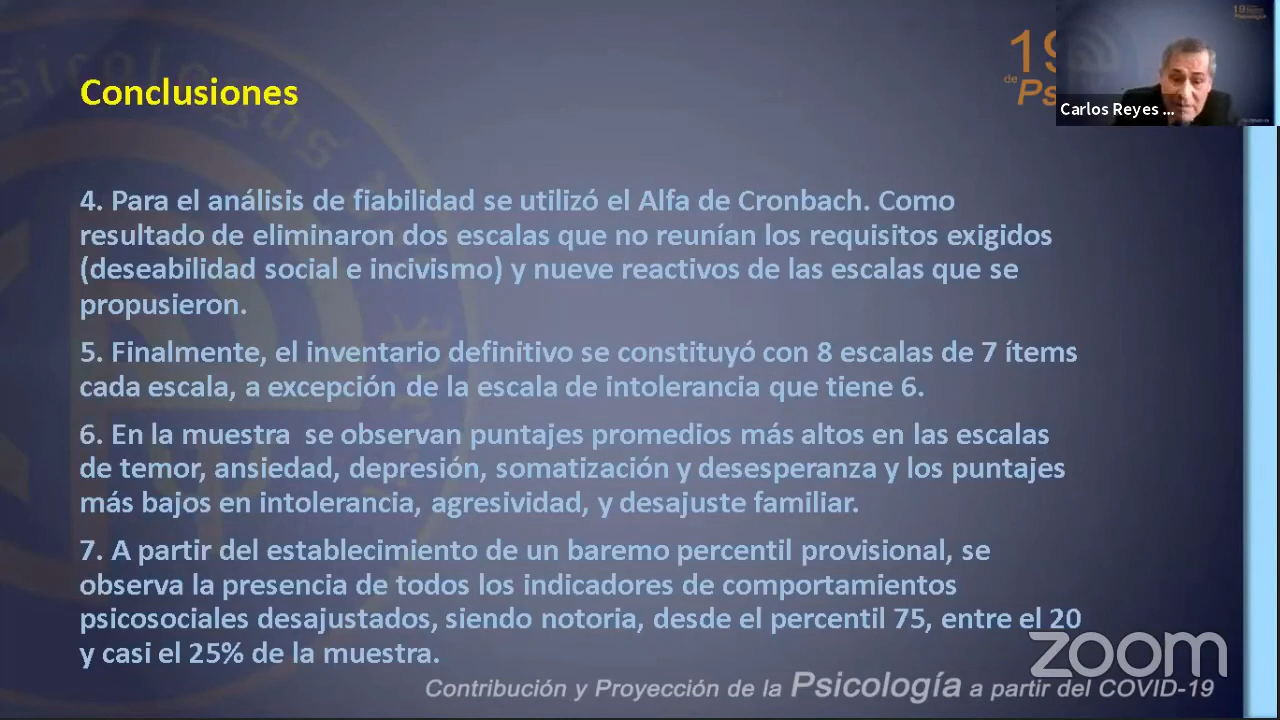 19
Psicología
19
de
Ps
Carlos Reyes ...
Conclusiones
4. Para el análisis de fiabilidad se utilizó el Alfa de Cronbach. Como
resultado de eliminaron dos escalas que no reunían los requisitos exigidos
(deseabilidad social e incivismo) y nueve reactivos de las escalas que se
propusieron.
5. Finalmente, el inventario definitivo se constituyó con 8 escalas de 7 ítems
cada escala, a excepción de la escala de intolerancia que tiene 6.
6. En la muestra se observan puntajes promedios más altos en las escalas
de temor, ansiedad, depresión, somatización y desesperanza y los puntajes
más bajos en intolerancia, agresividad, y desajuste familiar.
7. A partir del establecimiento de un baremo percentil provisional, se
observa la presencia de todos los indicadores de comportamientos
psicosociales desajustados, siendo notoria, desde el percentil 75, entre el 20
y casi el 25% de la muestra.
zoom
Contribución y Proyección de la Psicología a partir del COVID-19